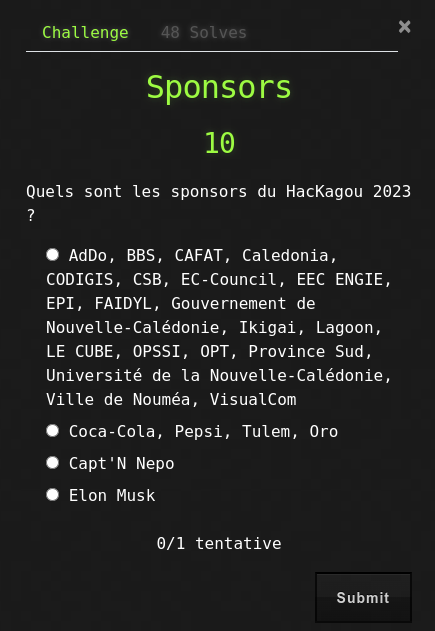 Challenge 48 Solves ×
Sponsors
10
Quels sont les sponsors du HacKagou 2023
?
AdDo, BBS, CAFAT, Caledonia,
CODIGIS, CSB, EC-Council, EEC ENGIE,
EPI, FAIDYL, Gouvernement de
Nouvelle-Calédonie, Ikigai, Lagoon,
LE CUBE, OPSSI, OPT, Province Sud,
Université de la Nouvelle-Calédonie,
Ville de Nouméa, VisualCom
Coca-Cola, Pepsi, Tulem, Oro
Capt'N Nepo
Elon Musk
0/1 tentative
Submit